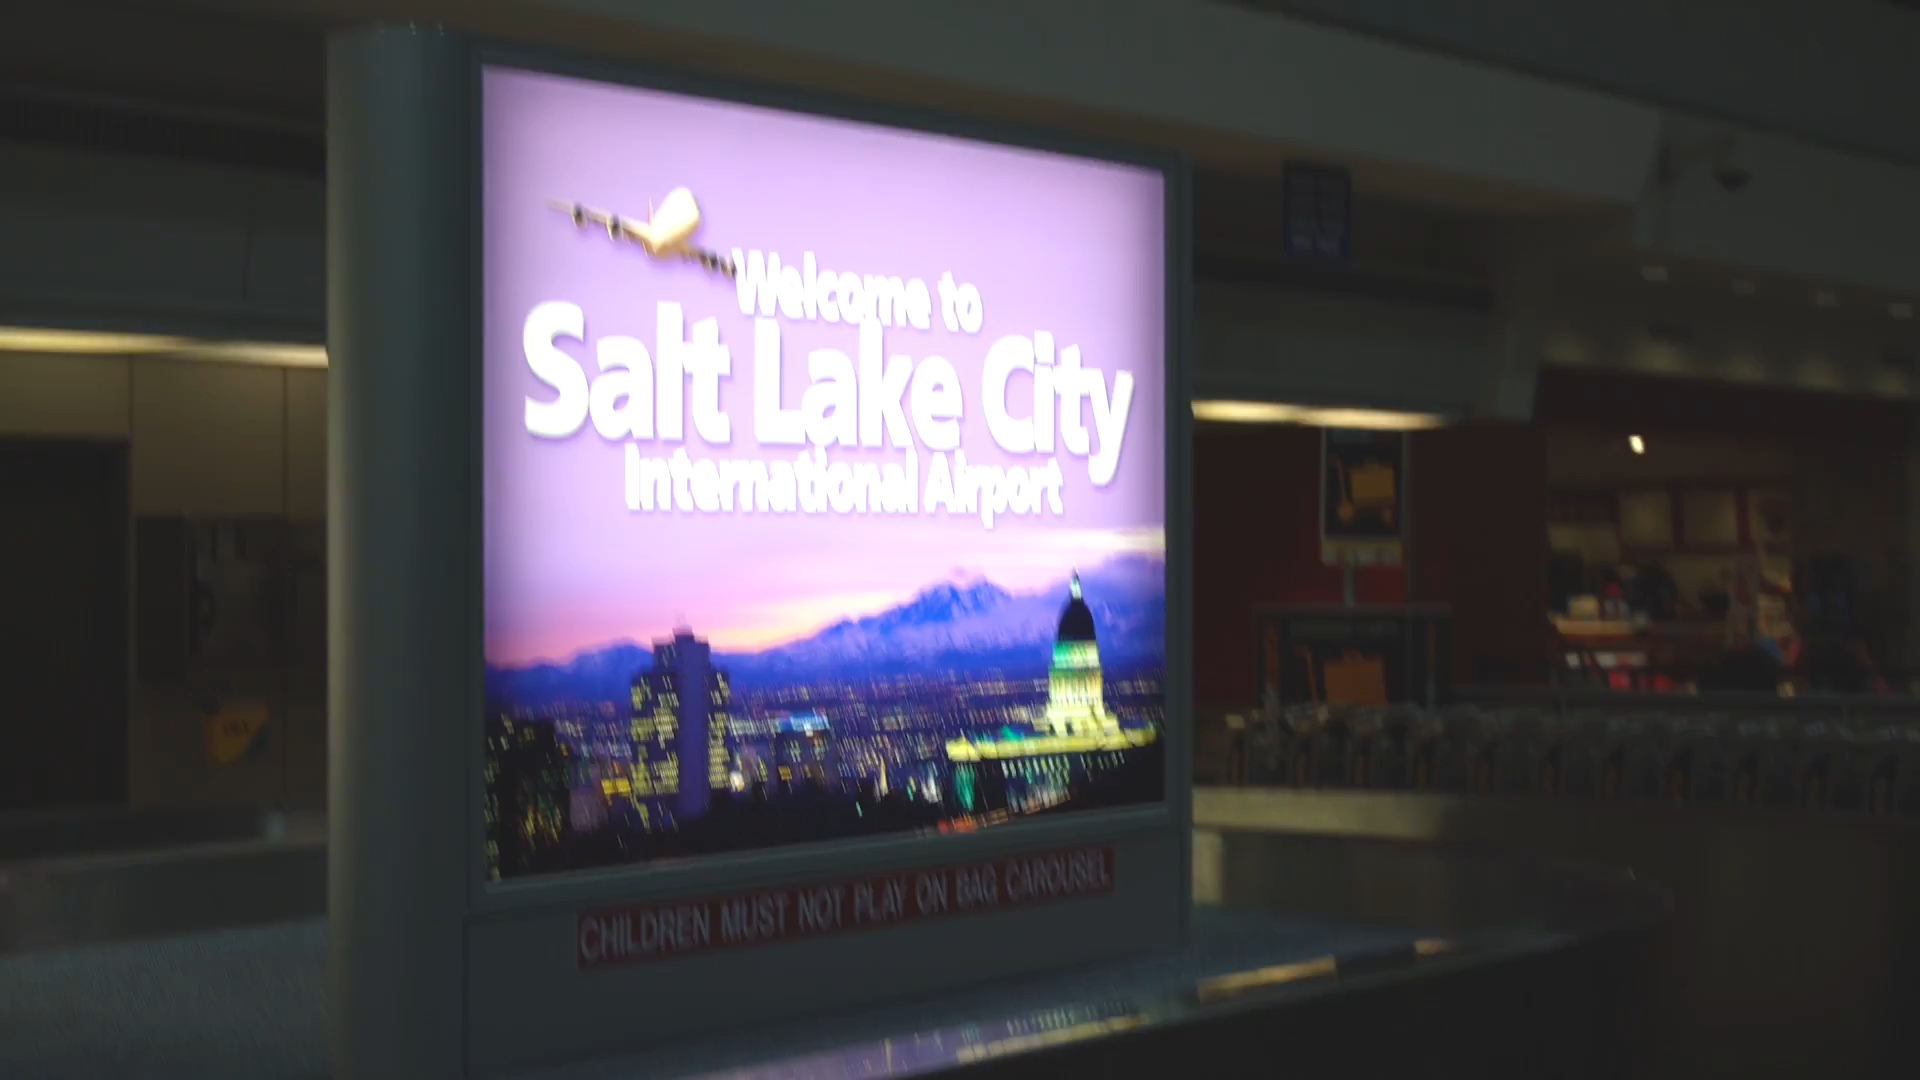 Welcome to
Salt Lake City
International Airport
CHILDREN MUST NOT PLAY ON BAG CAROUSEL